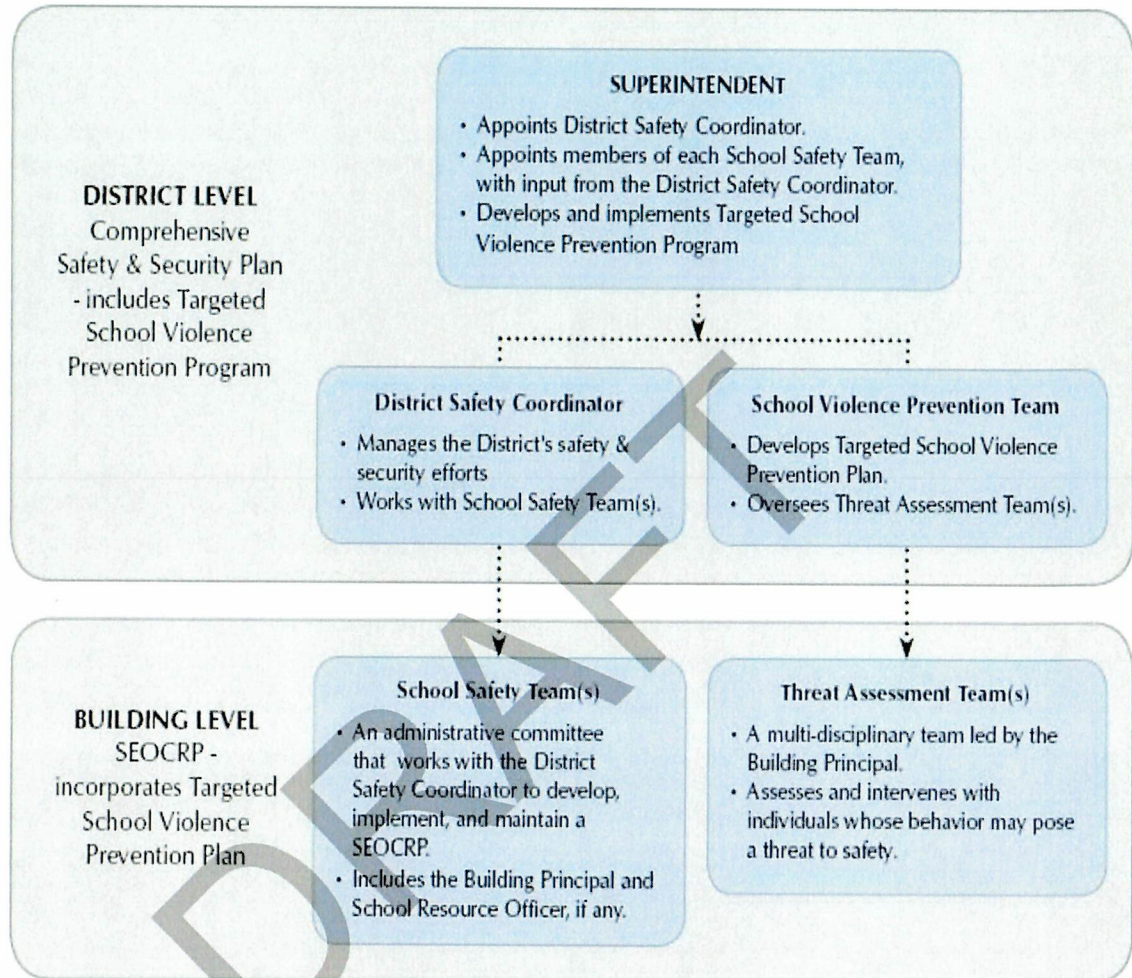 SUPERINTENDENT
• Appoints District Safety Coordinator.
• Appoints members of each School Safety Team,
with input from the District Safety Coordinator.
• Develops and implements Targeted School
Violence Prevention Program
DISTRICT LEVEL
Comprehensive
Safety & Security Plan
- includes Targeted
School Violence
Prevention Program
District Safety Coordinator
• Manages the District's safety &
security efforts
• Works with School Safety Team(s).
School Violence Prevention Team
• Develops Targeted School Violence
Prevention Plan.
• Oversees Threat Assessment Team(s).
BUILDING LEVEL
SEOCRP -
incorporates Targeted
School Violence
Prevention Plan
School Safety Team(s)
• An administrative committee
that works with the District
Safety Coordinator to develop,
implement, and maintain a
SEOCRP.
• Includes the Building Principal and
School Resource Officer, if any.
Threat Assessment Team(s)
• A multi-disciplinary team led by the
Building Principal.
• Assesses and intervenes with
individuals whose behavior may pose
a threat to safety.
DRAFT